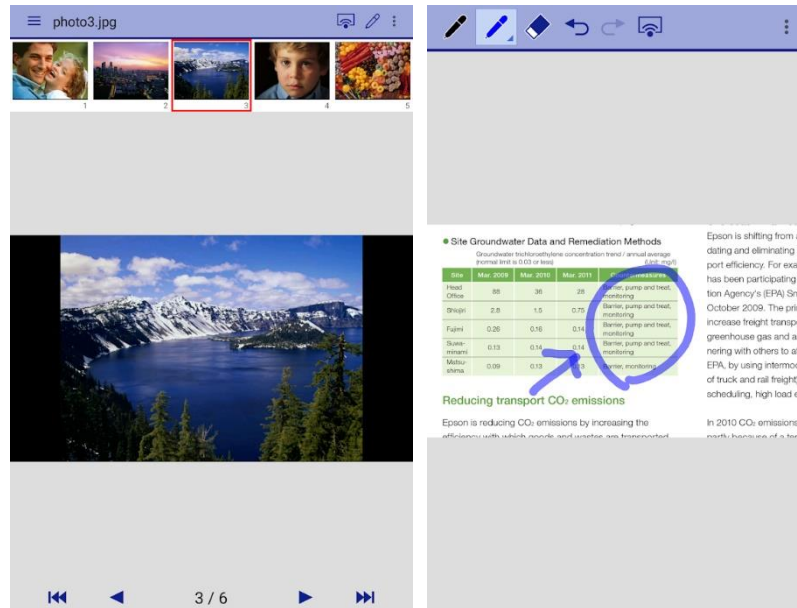 photo3.jpg
1
2
3
4
5
3 / 6
Site Groundwater Data and Remediation Methods
Groundwater trichloroethylene concentration trend / annual average
(normal limit is 0.03 or less) (Unit: mg/l)
Site Mar. 2009 Mar. 2010 Mar. 2011 Countermeasures
Head Office 88 36 28 Barrier, pump and treat, monitoring
Shiojiri 2.8 1.5 0.75 Barrier, pump and treat, monitoring
Fujimi 0.26 0.16 0.14 Barrier, pump and treat, monitoring
Suwa-minami 0.13 0.14 0.14 Barrier, pump and treat, monitoring
Matsu-shima 0.09 0.13 Barrier, monitoring
Reducing transport CO₂ emissions
Epson is reducing CO₂ emissions by increasing the
efficiency with which goods and wastes are transported
Epson is shifting from
dating and eliminating
port efficiency. For exa
has been participating
tion Agency's (EPA) Sm
October 2009. The pri
increase freight transp
greenhouse gas and a
nering with others to a
EPA, by using intermo
of truck and rail freight
scheduling, high load e
In 2010 CO₂ emissions
partly because of a